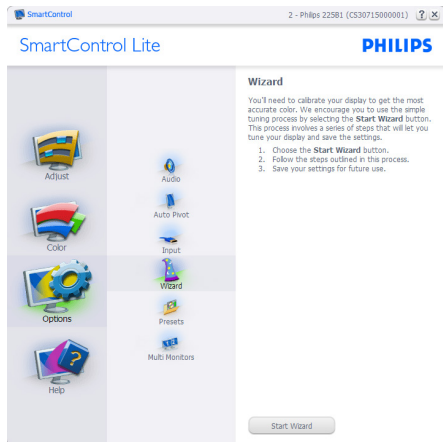 SmartControl
2 - Philips 225B1 (CS30715000001)
SmartControl Lite
PHILIPS
Adjust
Color
Options
Help
Audio
Auto Pivot
Input
Wizard
Presets
Multi Monitors
Wizard
You'll need to calibrate your display to get the most
accurate color. We encourage you to use the simple
tuning process by selecting the Start Wizard button.
This process involves a series of steps that will let you
tune your display and save the settings.
1. Choose the Start Wizard button.
2. Follow the steps outlined in this process.
3. Save your settings for future use.
Start Wizard